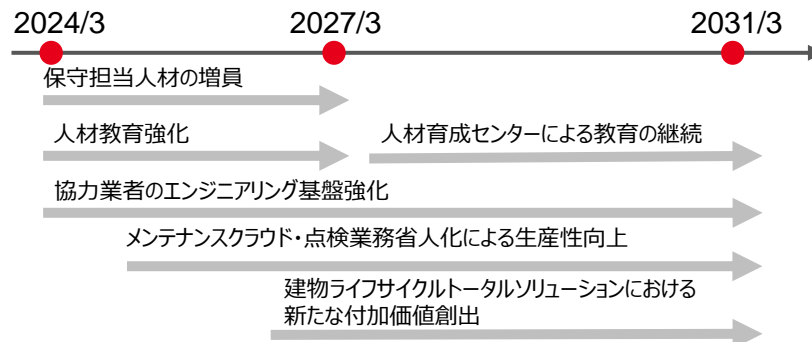 2024/3 2027/3 2031/3
保守担当人材の増員
人材教育強化 人材育成センターによる教育の継続
協力業者のエンジニアリング基盤強化
メンテナンスクラウド・点検業務省人化による生産性向上
建物ライフサイクルトータルソリューションにおける
新たな付加価値創出